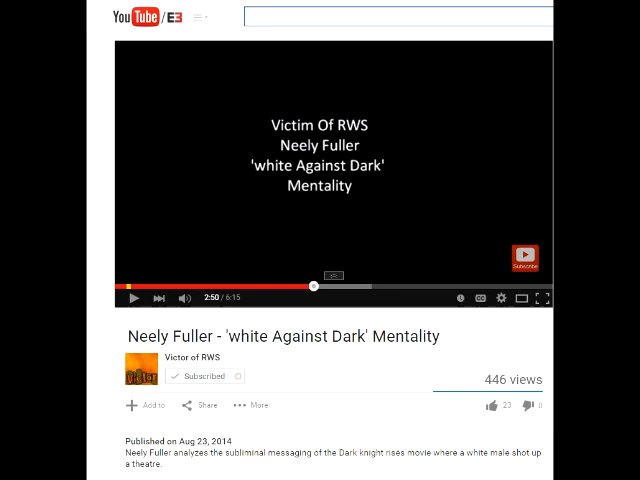 YouTube / E3
Victim Of RWS
Neely Fuller
'white Against Dark'
Mentality
Subscribe
2:50 / 6:15
CC
Neely Fuller - 'white Against Dark' Mentality
Victor
Victor of RWS
Subscribed
446 views
Add to Share More
23 0
Published on Aug 23, 2014
Neely Fuller analyzes the subliminal messaging of the Dark knight rises movie where a white male shot up
a theatre.